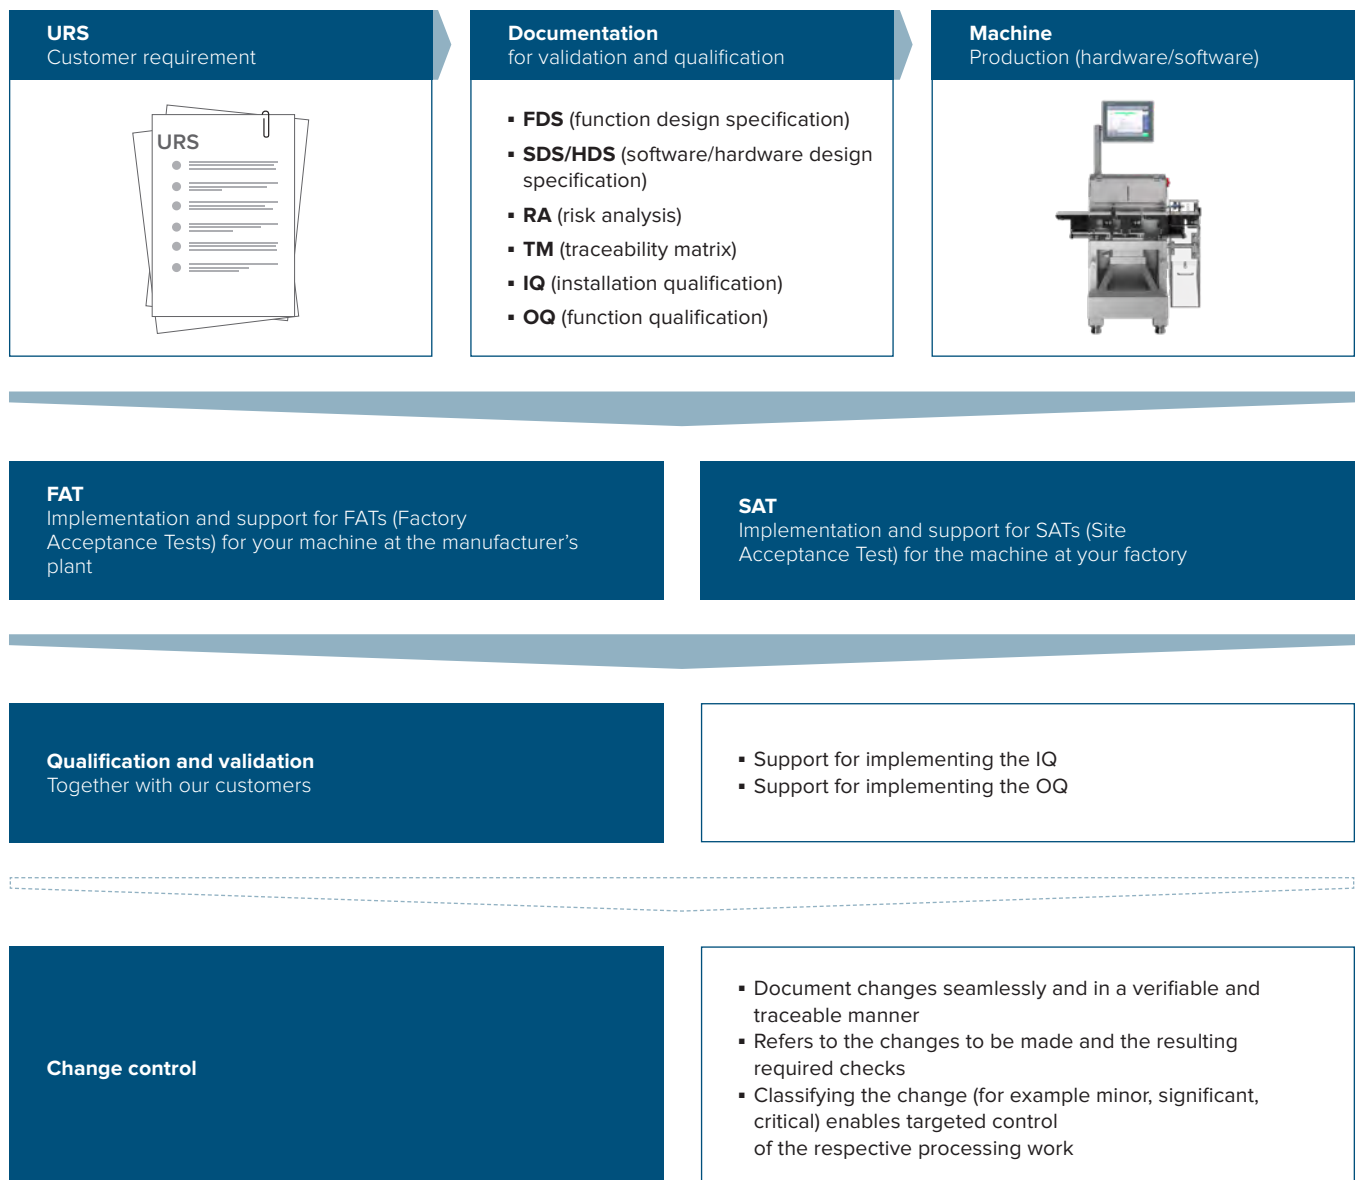 URS
Customer requirement
URS
Documentation
for validation and qualification
▪ FDS (function design specification)
▪ SDS/HDS (software/hardware design
specification)
▪ RA (risk analysis)
▪ TM (traceability matrix)
▪ IQ (installation qualification)
▪ OQ (function qualification)
Machine
Production (hardware/software)
FAT
Implementation and support for FATs (Factory
Acceptance Tests) for your machine at the manufacturer's
plant
SAT
Implementation and support for SATs (Site
Acceptance Test) for the machine at your factory
Qualification and validation
Together with our customers
▪ Support for implementing the IQ
▪ Support for implementing the OQ
Change control
▪ Document changes seamlessly and in a verifiable and
traceable manner
▪ Refers to the changes to be made and the resulting
required checks
▪ Classifying the change (for example minor, significant,
critical) enables targeted control
of the respective processing work